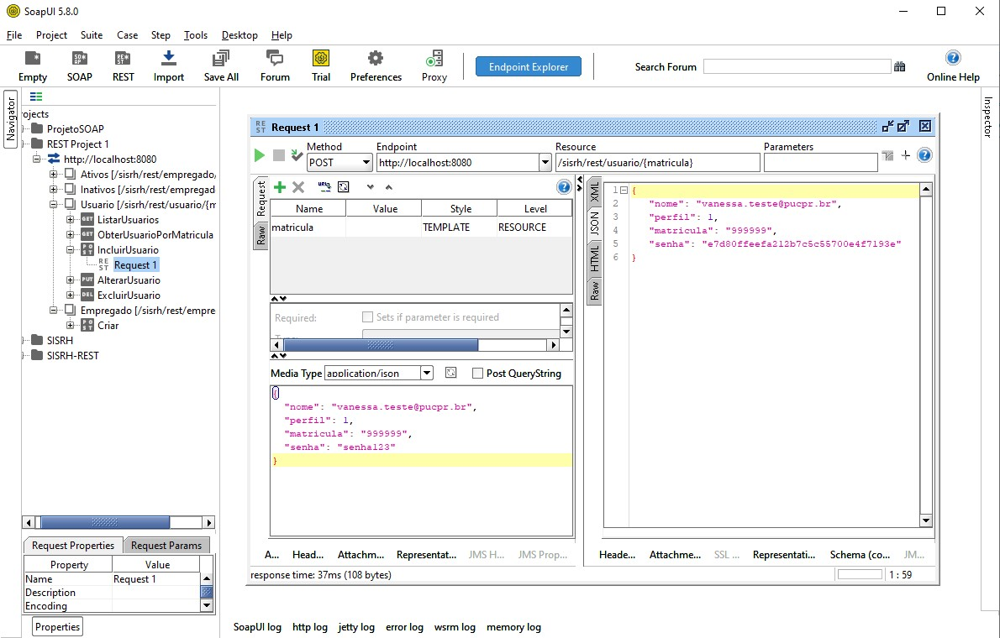 SoapUI 5.8.0
File Project Suite Case Step Tools Desktop Help
Empty SOAP REST Import Save All Forum Trial Preferences Proxy Endpoint Explorer Search Forum Online Help
Navigator
ojects
ProjetoSOAP
REST Project 1
http://localhost:8080
Ativos [/sisrh/rest/empregado/
Inativos [/sisrh/rest/empregad
Usuario [/sisrh/rest/usuario/{m
GET ListarUsuarios
GET ObterUsuarioPorMatricula
POST IncluirUsuario
REST Request 1
PUT AlterarUsuario
DEL ExcluirUsuario
Empregado [/sisrh/rest/empre
POST Criar
SISRH
SISRH-REST
Request Properties Request Params
Property Value
Name Request 1
Description
Encoding
Properties
REST Request 1
Method Endpoint Resource Parameters
POST http://localhost:8080 /sisrh/rest/usuario/{matricula}
Request
Raw
Name Value Style Level
matricula TEMPLATE RESOURCE
Required: Sets if parameter is required
Media Type application/json Post QueryString
{
"nome": "vanessa.teste@pucpr.br",
"perfil": 1,
"matricula": "999999",
"senha": "senha123"
}
A... Head... Attachm... Representat... JMS H... JMS Prop...
XML
JSON
HTML
Raw
1 {
2 "nome": "vanessa.teste@pucpr.br",
3 "perfil": 1,
4 "matricula": "999999",
5 "senha": "e7d80ffeefa212b7c5c55700e4f7193e"
6 }
Heade... Attachme... SSL ... Representati... Schema (co... JM...
response time: 37ms (108 bytes) 1 : 59
Inspector
SoapUI log http log jetty log error log wsrm log memory log